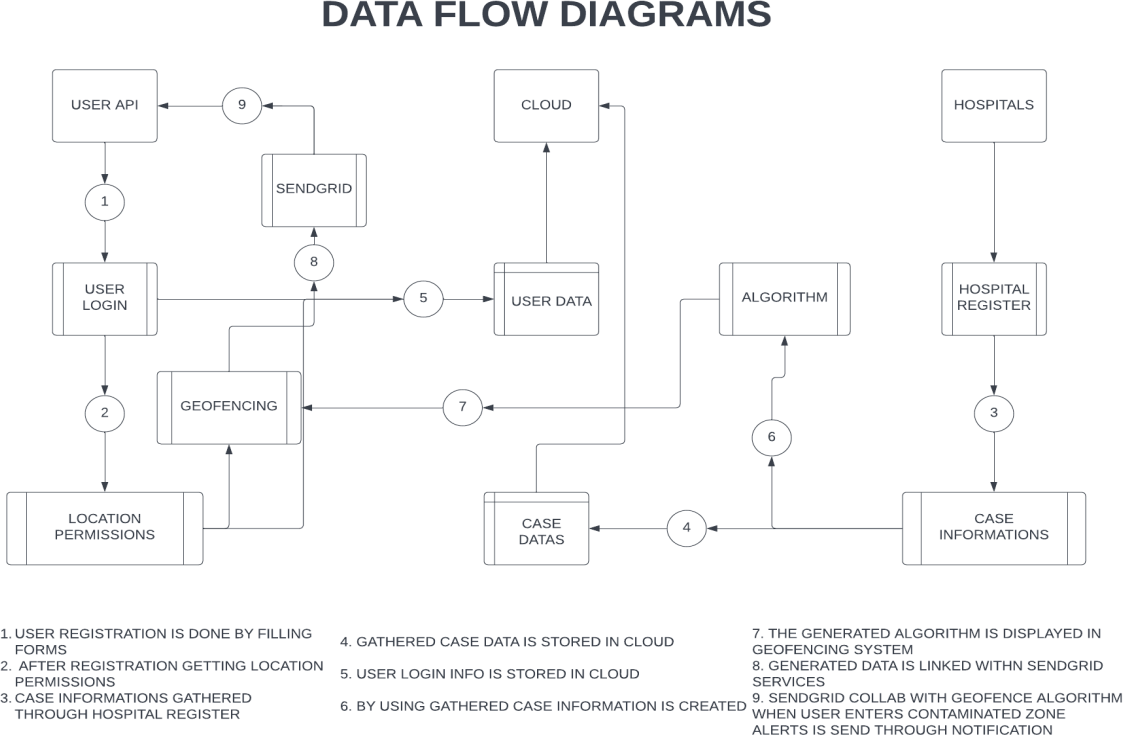 DATA FLOW DIAGRAMS
USER API
9
CLOUD
HOSPITALS
SENDGRID
1
8
USER
LOGIN
5
USER DATA
ALGORITHM
HOSPITAL
REGISTER
GEOFENCING
7
2
3
6
LOCATION
PERMISSIONS
CASE
DATAS
4
CASE
INFORMATIONS
1. USER REGISTRATION IS DONE BY FILLING
FORMS
2. AFTER REGISTRATION GETTING LOCATION
PERMISSIONS
3. CASE INFORMATIONS GATHERED
THROUGH HOSPITAL REGISTER
4. GATHERED CASE DATA IS STORED IN CLOUD
5. USER LOGIN INFO IS STORED IN CLOUD
6. BY USING GATHERED CASE INFORMATION IS CREATED
7. THE GENERATED ALGORITHM IS DISPLAYED IN
GEOFENCING SYSTEM
8. GENERATED DATA IS LINKED WITHN SENDGRID
SERVICES
9. SENDGRID COLLAB WITH GEOFENCE ALGORITHM
WHEN USER ENTERS CONTAMINATED ZONE
ALERTS IS SEND THROUGH NOTIFICATION